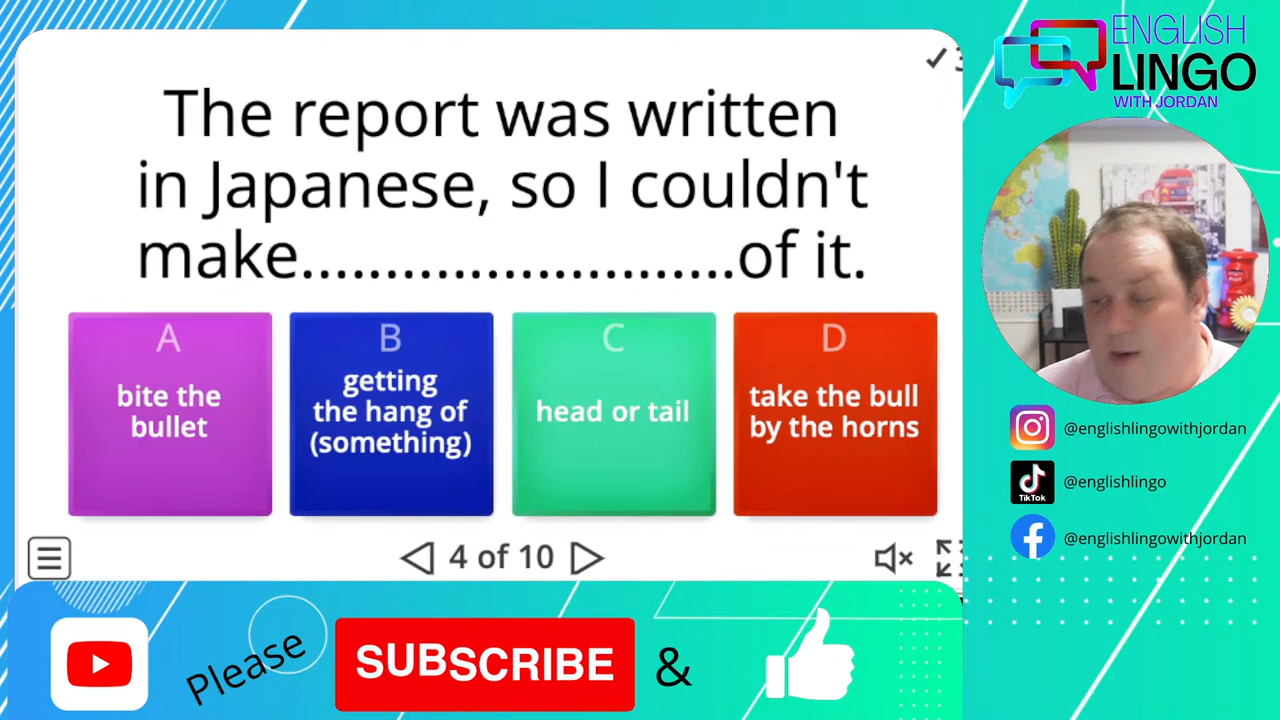 The report was written
in Japanese, so I couldn't
make..........................of it.
A
bite the
bullet
B
getting
the hang of
(something)
C
head or tail
D
take the bull
by the horns
4 of 10
Please
SUBSCRIBE
&
ENGLISH
LINGO
WITH JORDAN
@englishlingowithjordan
TikTok
@englishlingo
@englishlingowithjordan